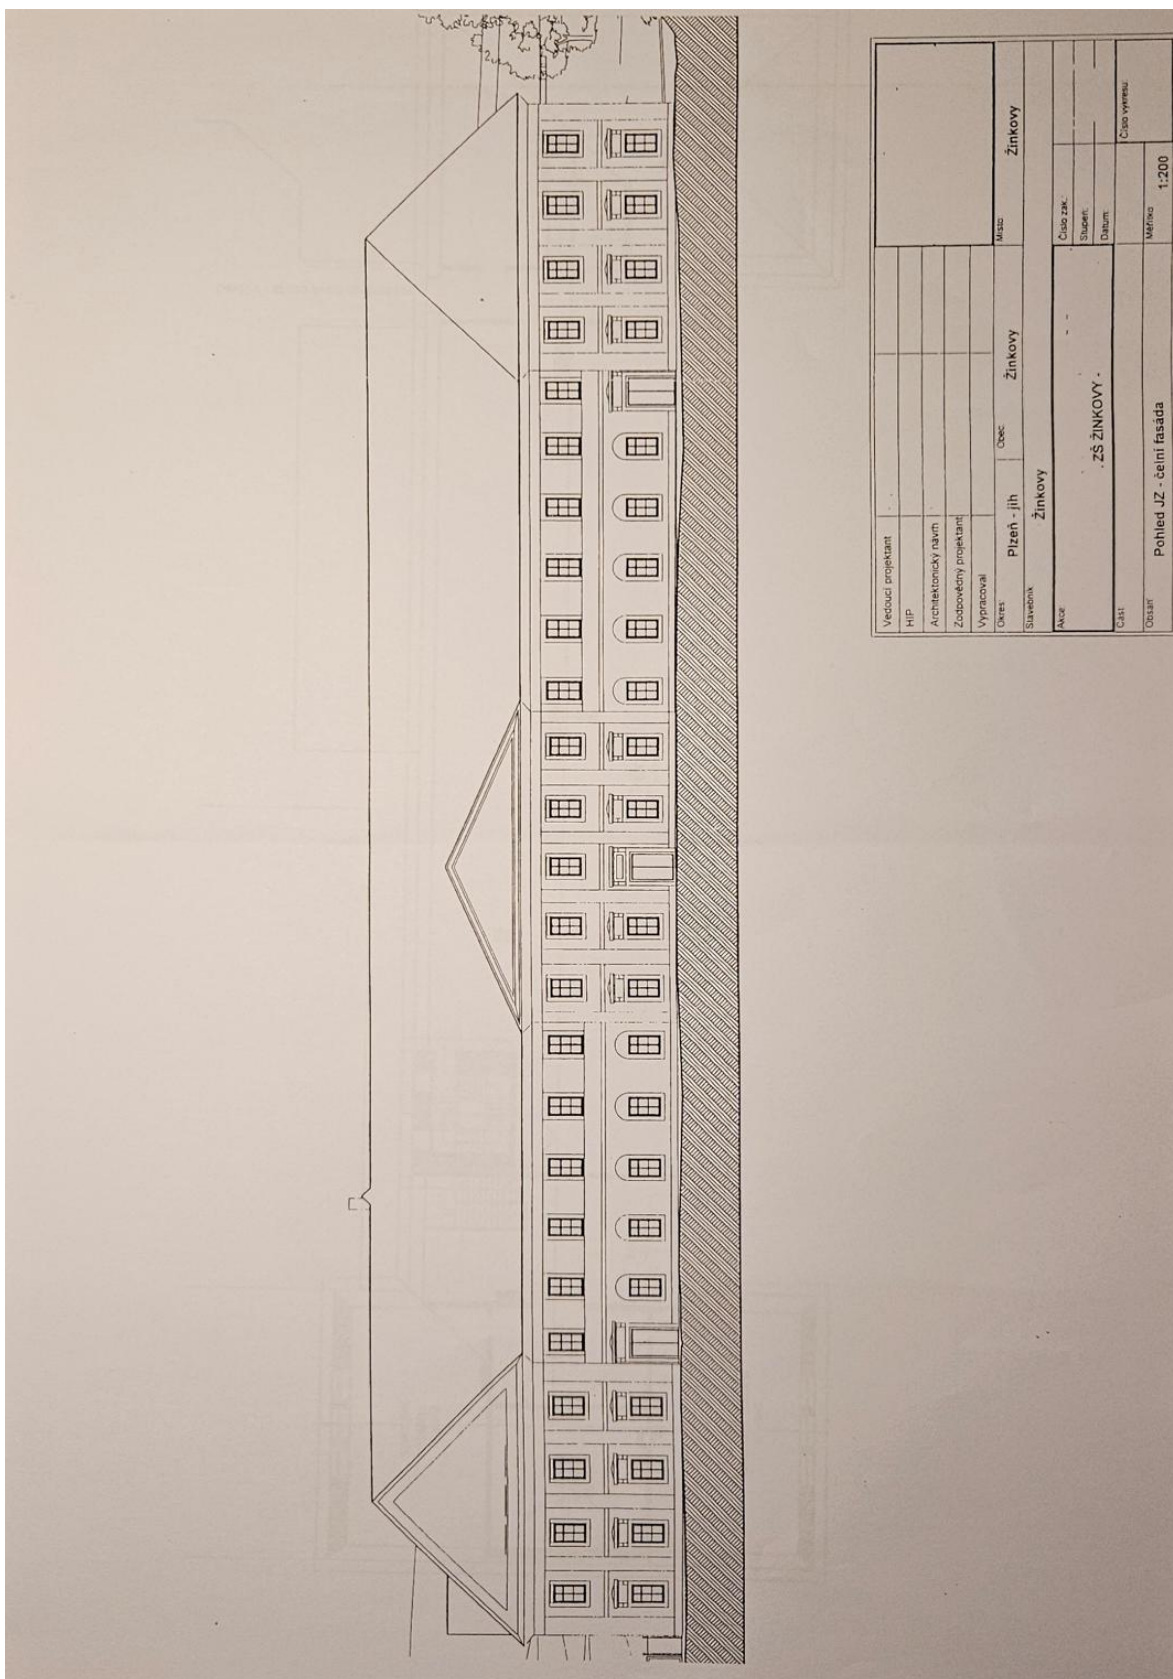 Vedoucí projektant
HIP
Architektonický návrh
Zodpovědný projektant
Vypracoval
Okres: Plzeň - jih Obec: Žinkovy Místo: Žinkovy
Stavebník: Žinkovy
Akce:
. ZŠ ŽINKOVY -
Číslo zak.:
Stupeň:
Datum:
Část:
Číslo výkresu:
Obsah:
Pohled JZ - čelní fasáda
Měřítko
1:200